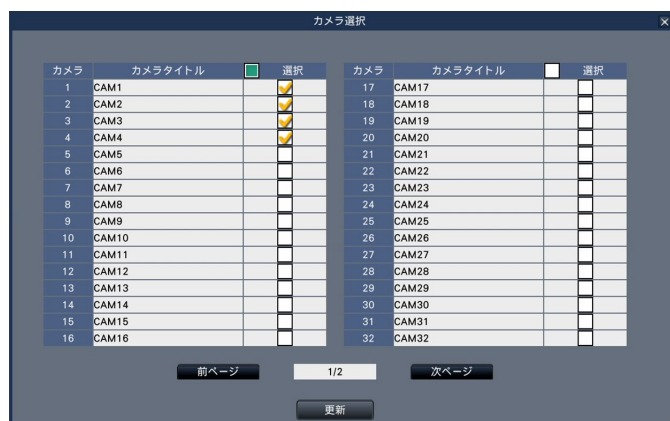 カメラ選択
カメラ カメラタイトル 選択 カメラ カメラタイトル 選択
1 CAM1 17 CAM17
2 CAM2 18 CAM18
3 CAM3 19 CAM19
4 CAM4 20 CAM20
5 CAM5 21 CAM21
6 CAM6 22 CAM22
7 CAM7 23 CAM23
8 CAM8 24 CAM24
9 CAM9 25 CAM25
10 CAM10 26 CAM26
11 CAM11 27 CAM27
12 CAM12 28 CAM28
13 CAM13 29 CAM29
14 CAM14 30 CAM30
15 CAM15 31 CAM31
16 CAM16 32 CAM32
前ページ 1/2 次ページ
更新